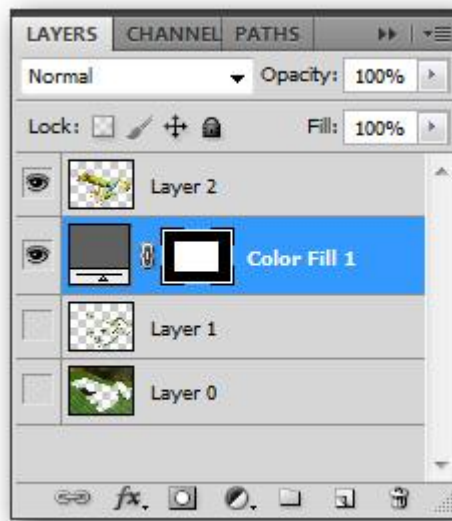 LAYERS CHANNEL PATHS
Normal Opacity: 100%
Lock: Fill: 100%
Layer 2
Color Fill 1
Layer 1
Layer 0
fx.